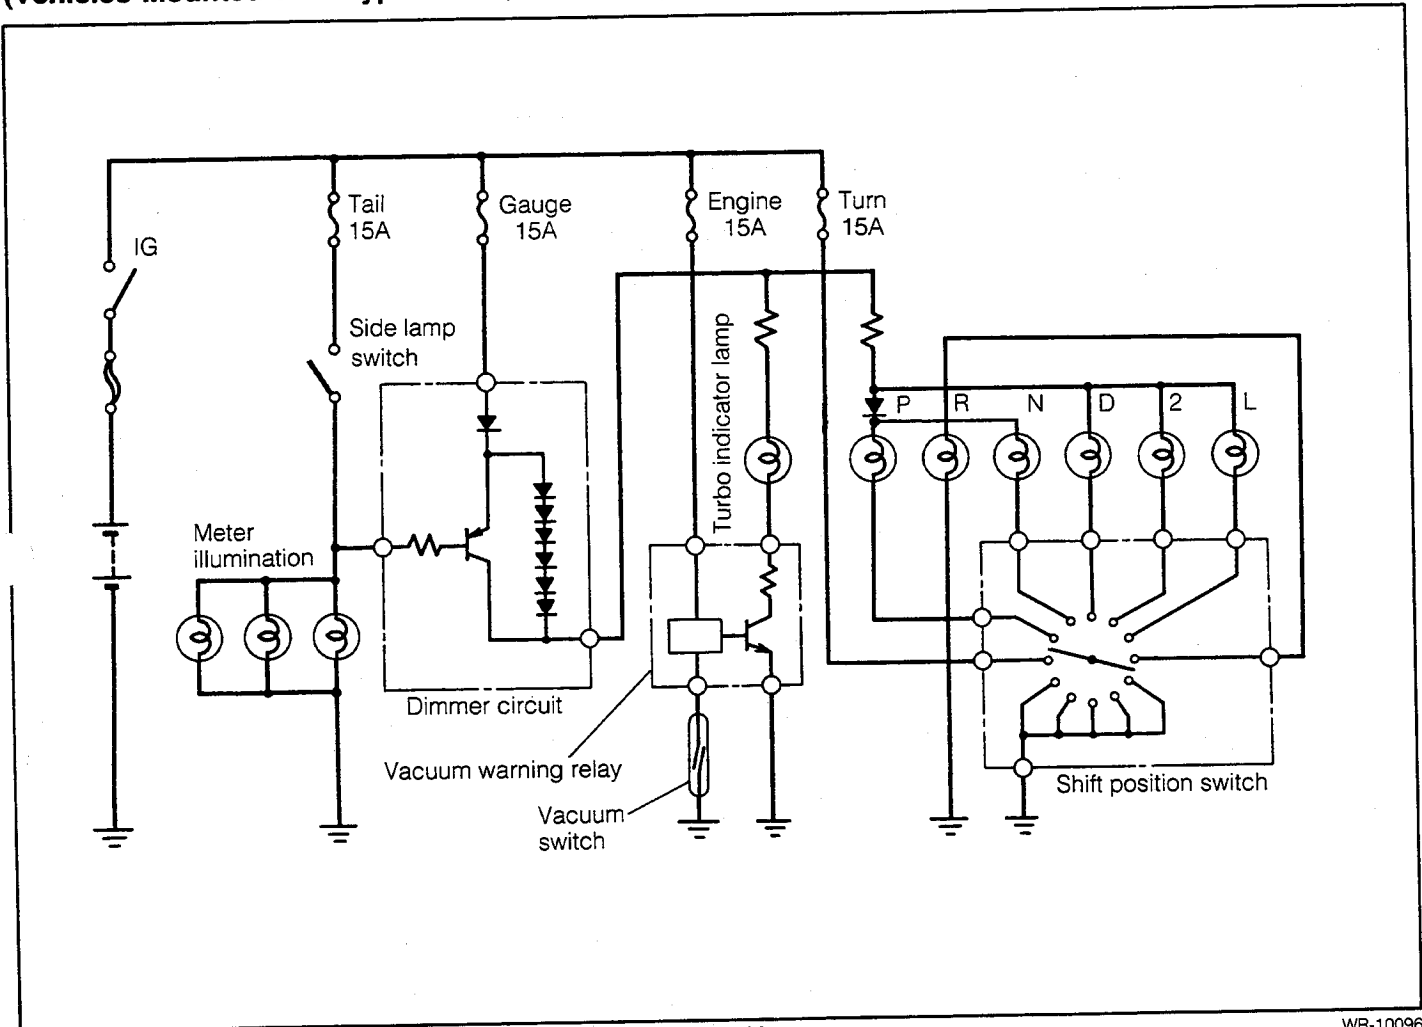 IG
Tail
15A
Gauge
15A
Engine
15A
Turn
15A
Side lamp
switch
Turbo indicator lamp
P R N D 2 L
Meter
illumination
Dimmer circuit
Vacuum warning relay
Vacuum
switch
Shift position switch
WR-10096